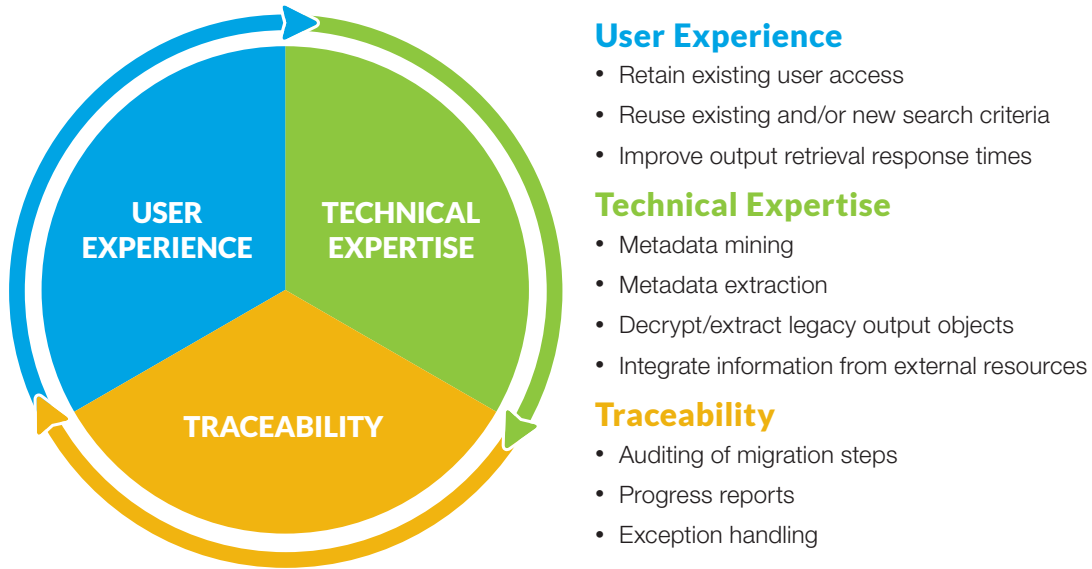 USER
EXPERIENCE
TECHNICAL
EXPERTISE
TRACEABILITY
User Experience
• Retain existing user access
• Reuse existing and/or new search criteria
• Improve output retrieval response times
Technical Expertise
• Metadata mining
• Metadata extraction
• Decrypt/extract legacy output objects
• Integrate information from external resources
Traceability
• Auditing of migration steps
• Progress reports
• Exception handling